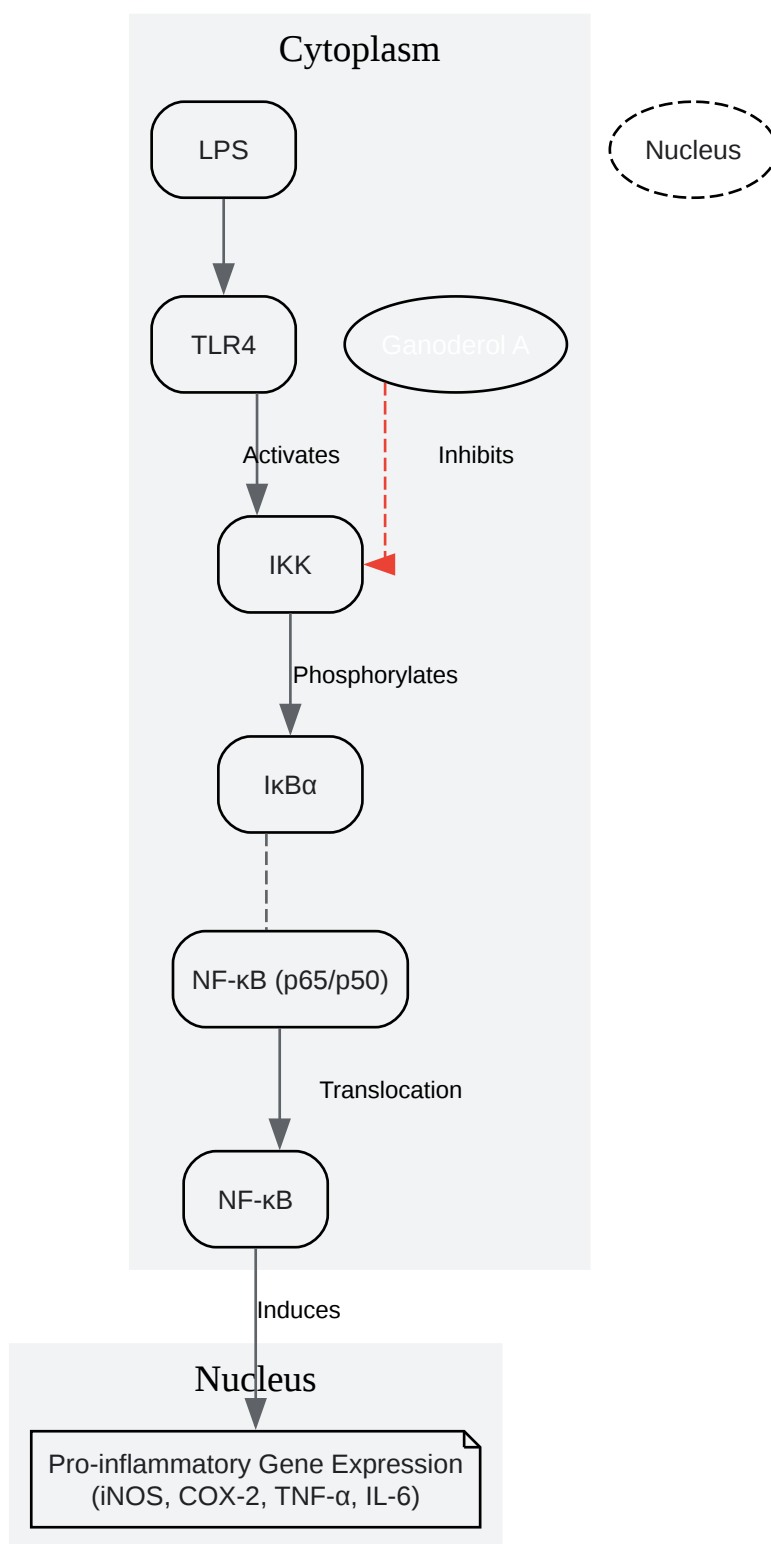 Cytoplasm
LPS
Nucleus
TLR4
Ganoderol A
Activates
Inhibits
IKK
Phosphorylates
IκBα
NF-κB (p65/p50)
Translocation
NF-κB
Induces
Nucleus
Pro-inflammatory Gene Expression
(iNOS, COX-2, TNF-α, IL-6)